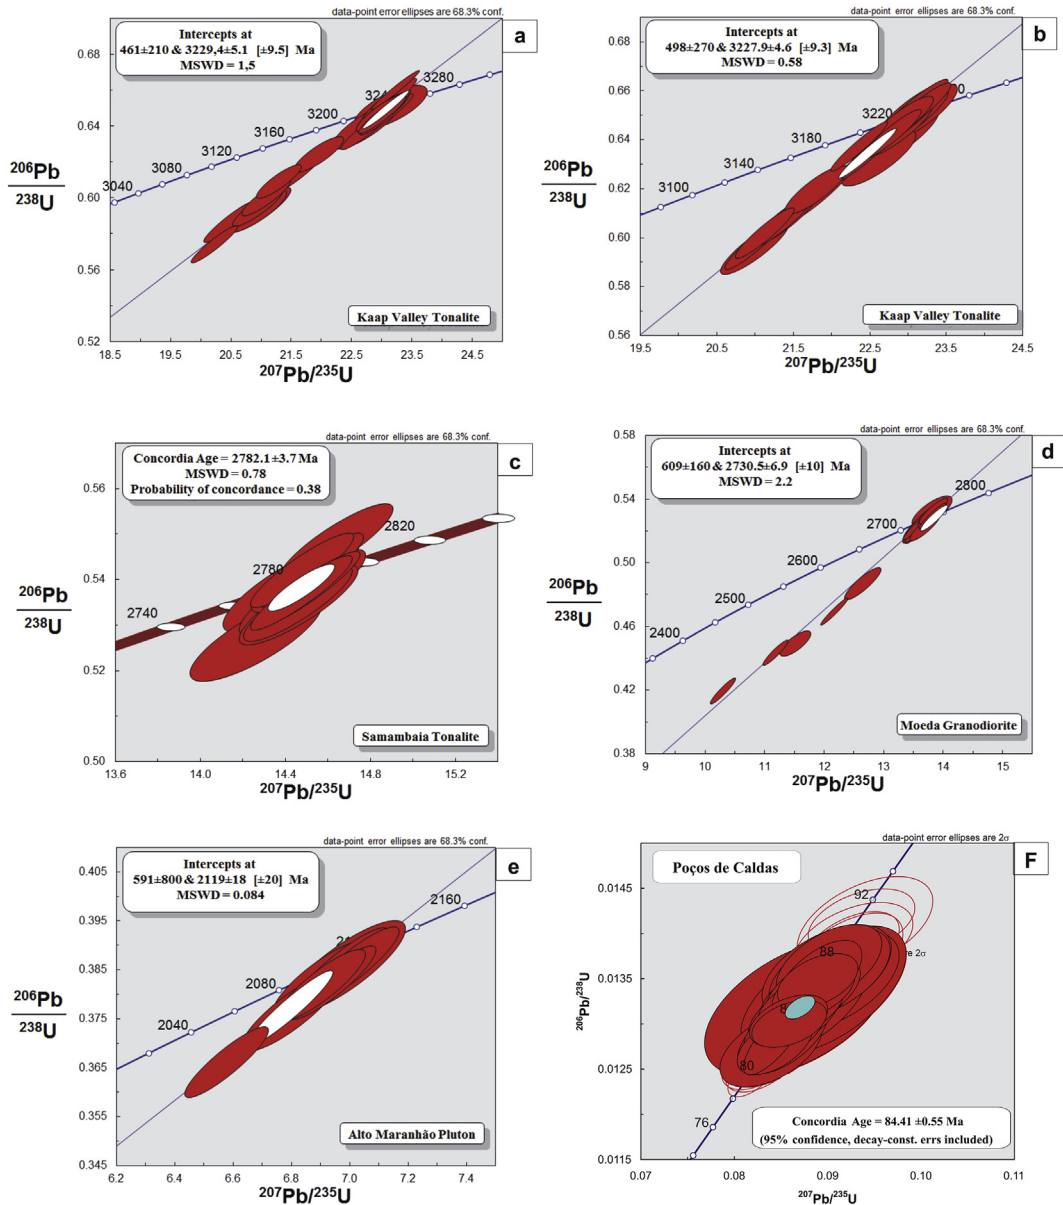 data-point error ellipses are 68.3% conf.
a
Intercepts at
461±210 & 3229,4±5.1 [±9.5] Ma
MSWD = 1,5
0.68
0.64
0.60
0.56
0.52
3040
3080
3120
3160
3200
3280
206Pb
238U
Kaap Valley Tonalite
18.5
19.5
20.5
21.5
22.5
23.5
24.5
207Pb/235U
data-point error ellipses are 68.3% conf.
b
Intercepts at
498±270 & 3227.9±4.6 [±9.3] Ma
MSWD = 0.58
0.68
0.66
0.64
0.62
0.60
0.58
0.56
3100
3140
3180
3220
206Pb
238U
Kaap Valley Tonalite
19.5
20.5
21.5
22.5
23.5
24.5
207Pb/235U
data-point error ellipses are 68.3% conf.
c
Concordia Age = 2782.1±3.7 Ma
MSWD = 0.78
Probability of concordance = 0.38
0.56
0.54
0.52
0.50
2740
2780
2820
206Pb
238U
Samambaia Tonalite
13.6
14.0
14.4
14.8
15.2
207Pb/235U
data-point error ellipses are 68.3% conf.
d
Intercepts at
609±160 & 2730.5±6.9 [±10] Ma
MSWD = 2.2
0.58
0.54
0.50
0.46
0.42
0.38
2400
2500
2600
2700
2800
206Pb
238U
Moeda Granodiorite
9
10
11
12
13
14
15
207Pb/235U
data-point error ellipses are 68.3% conf.
e
Intercepts at
591±800 & 2119±18 [±20] Ma
MSWD = 0.084
0.405
0.395
0.385
0.375
0.365
0.355
0.345
2040
2080
2160
206Pb
238U
Alto Maranhão Pluton
6.2
6.4
6.6
6.8
7.0
7.2
7.4
207Pb/235U
data-point error ellipses are 2σ
F
Poços de Caldas
0.0145
0.0135
0.0125
0.0115
76
80
88
92
re 2σ
206Pb/238U
Concordia Age = 84.41 ±0.55 Ma
(95% confidence, decay-const. errs included)
0.07
0.08
0.09
0.10
0.11
207Pb/235U